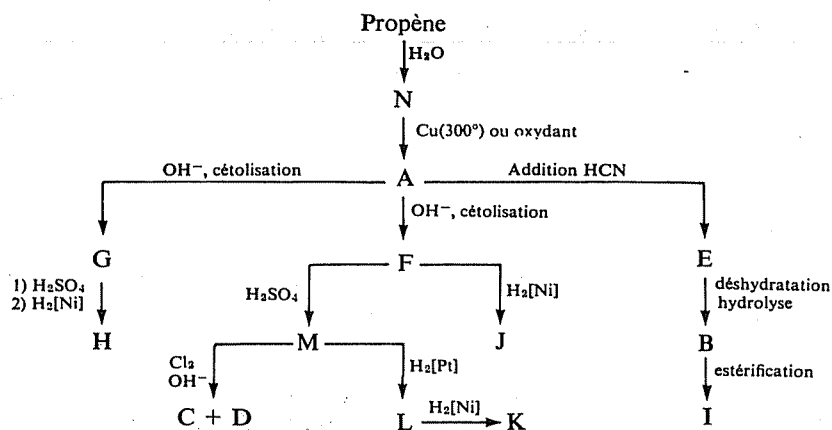 Propène
H₂O
N
Cu(300°) ou oxydant
OH⁻, cétolisation
A
Addition HCN
OH⁻, cétolisation
G
F
E
1) H₂SO₄
2) H₂[Ni]
H₂SO₄
H₂[Ni]
déshydratation
hydrolyse
H
M
J
B
Cl₂
OH⁻
H₂[Pt]
estérification
C + D
L
H₂[Ni]
K
I